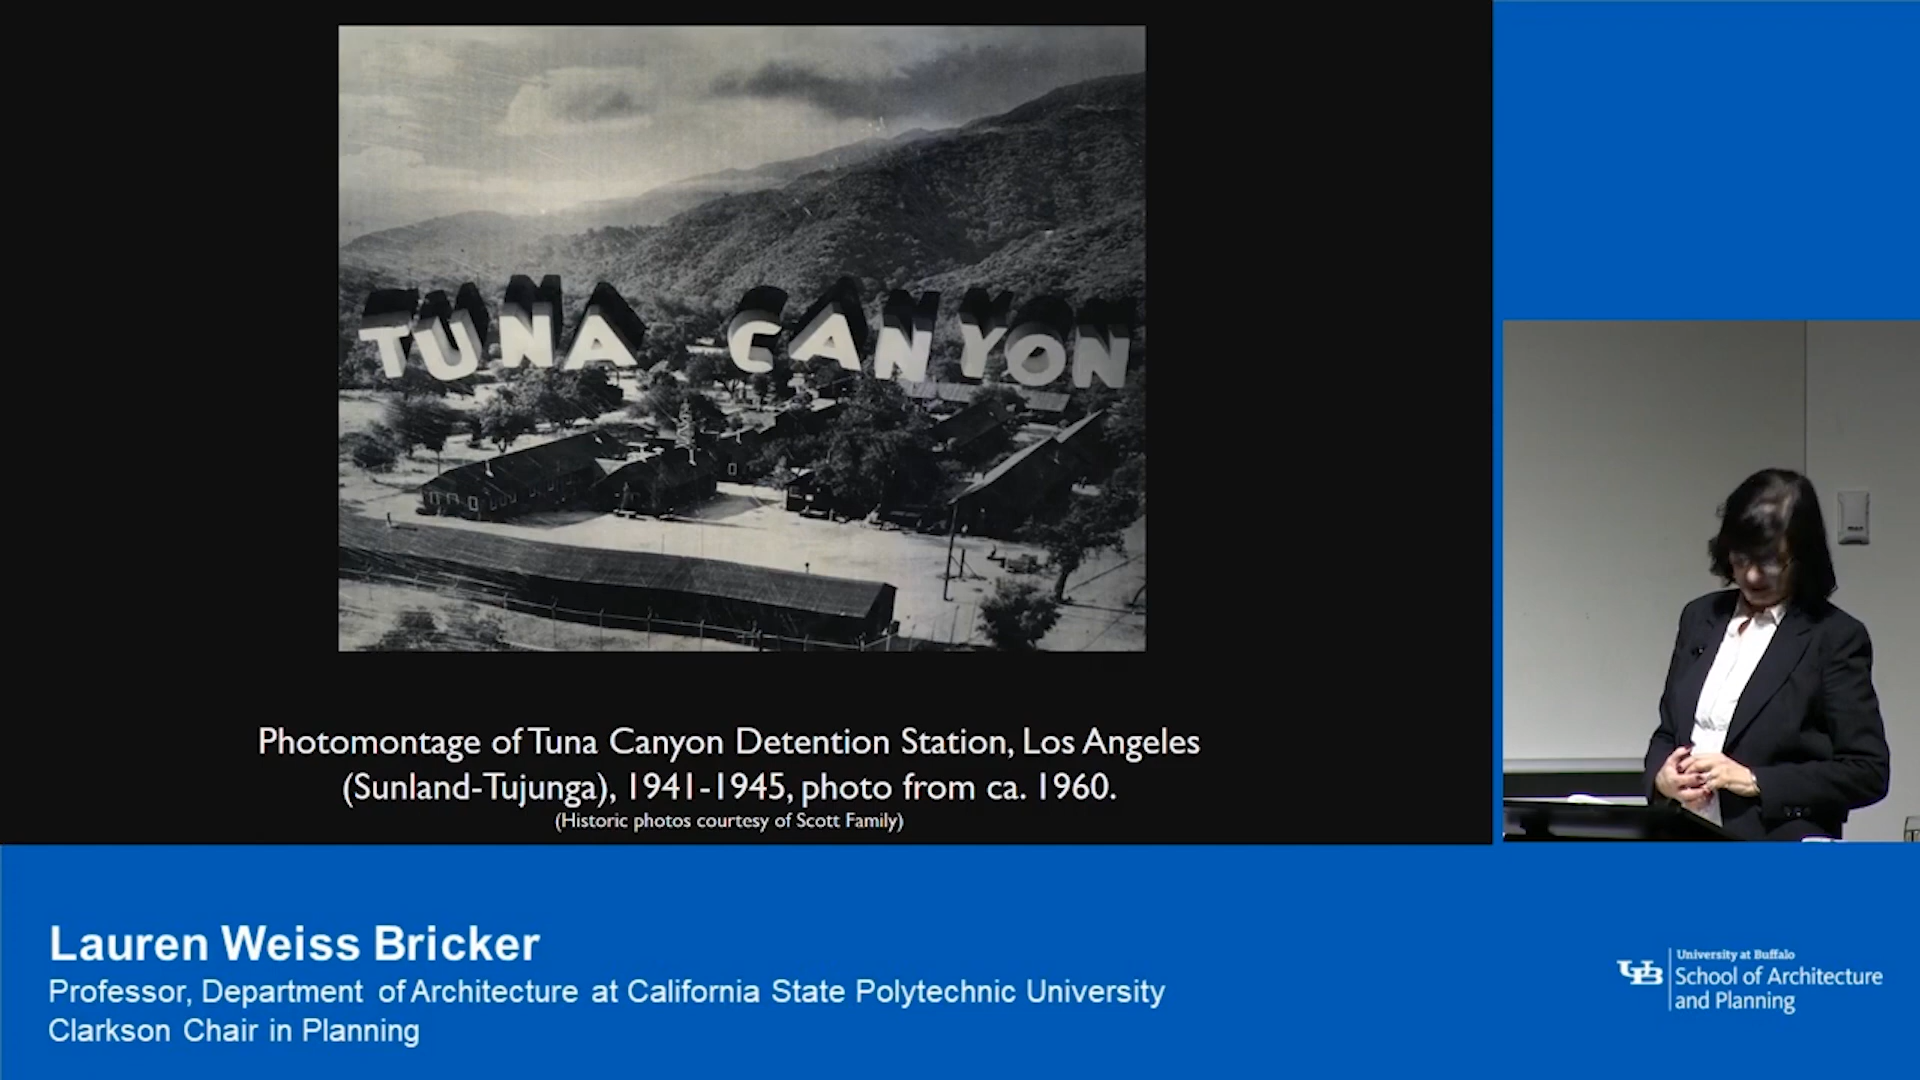 TUNA CANYON
Photomontage of Tuna Canyon Detention Station, Los Angeles
(Sunland-Tujunga), 1941-1945, photo from ca. 1960.
(Historic photos courtesy of Scott Family)
Lauren Weiss Bricker
Professor, Department of Architecture at California State Polytechnic University
Clarkson Chair in Planning
UB
University at Buffalo
School of Architecture
and Planning